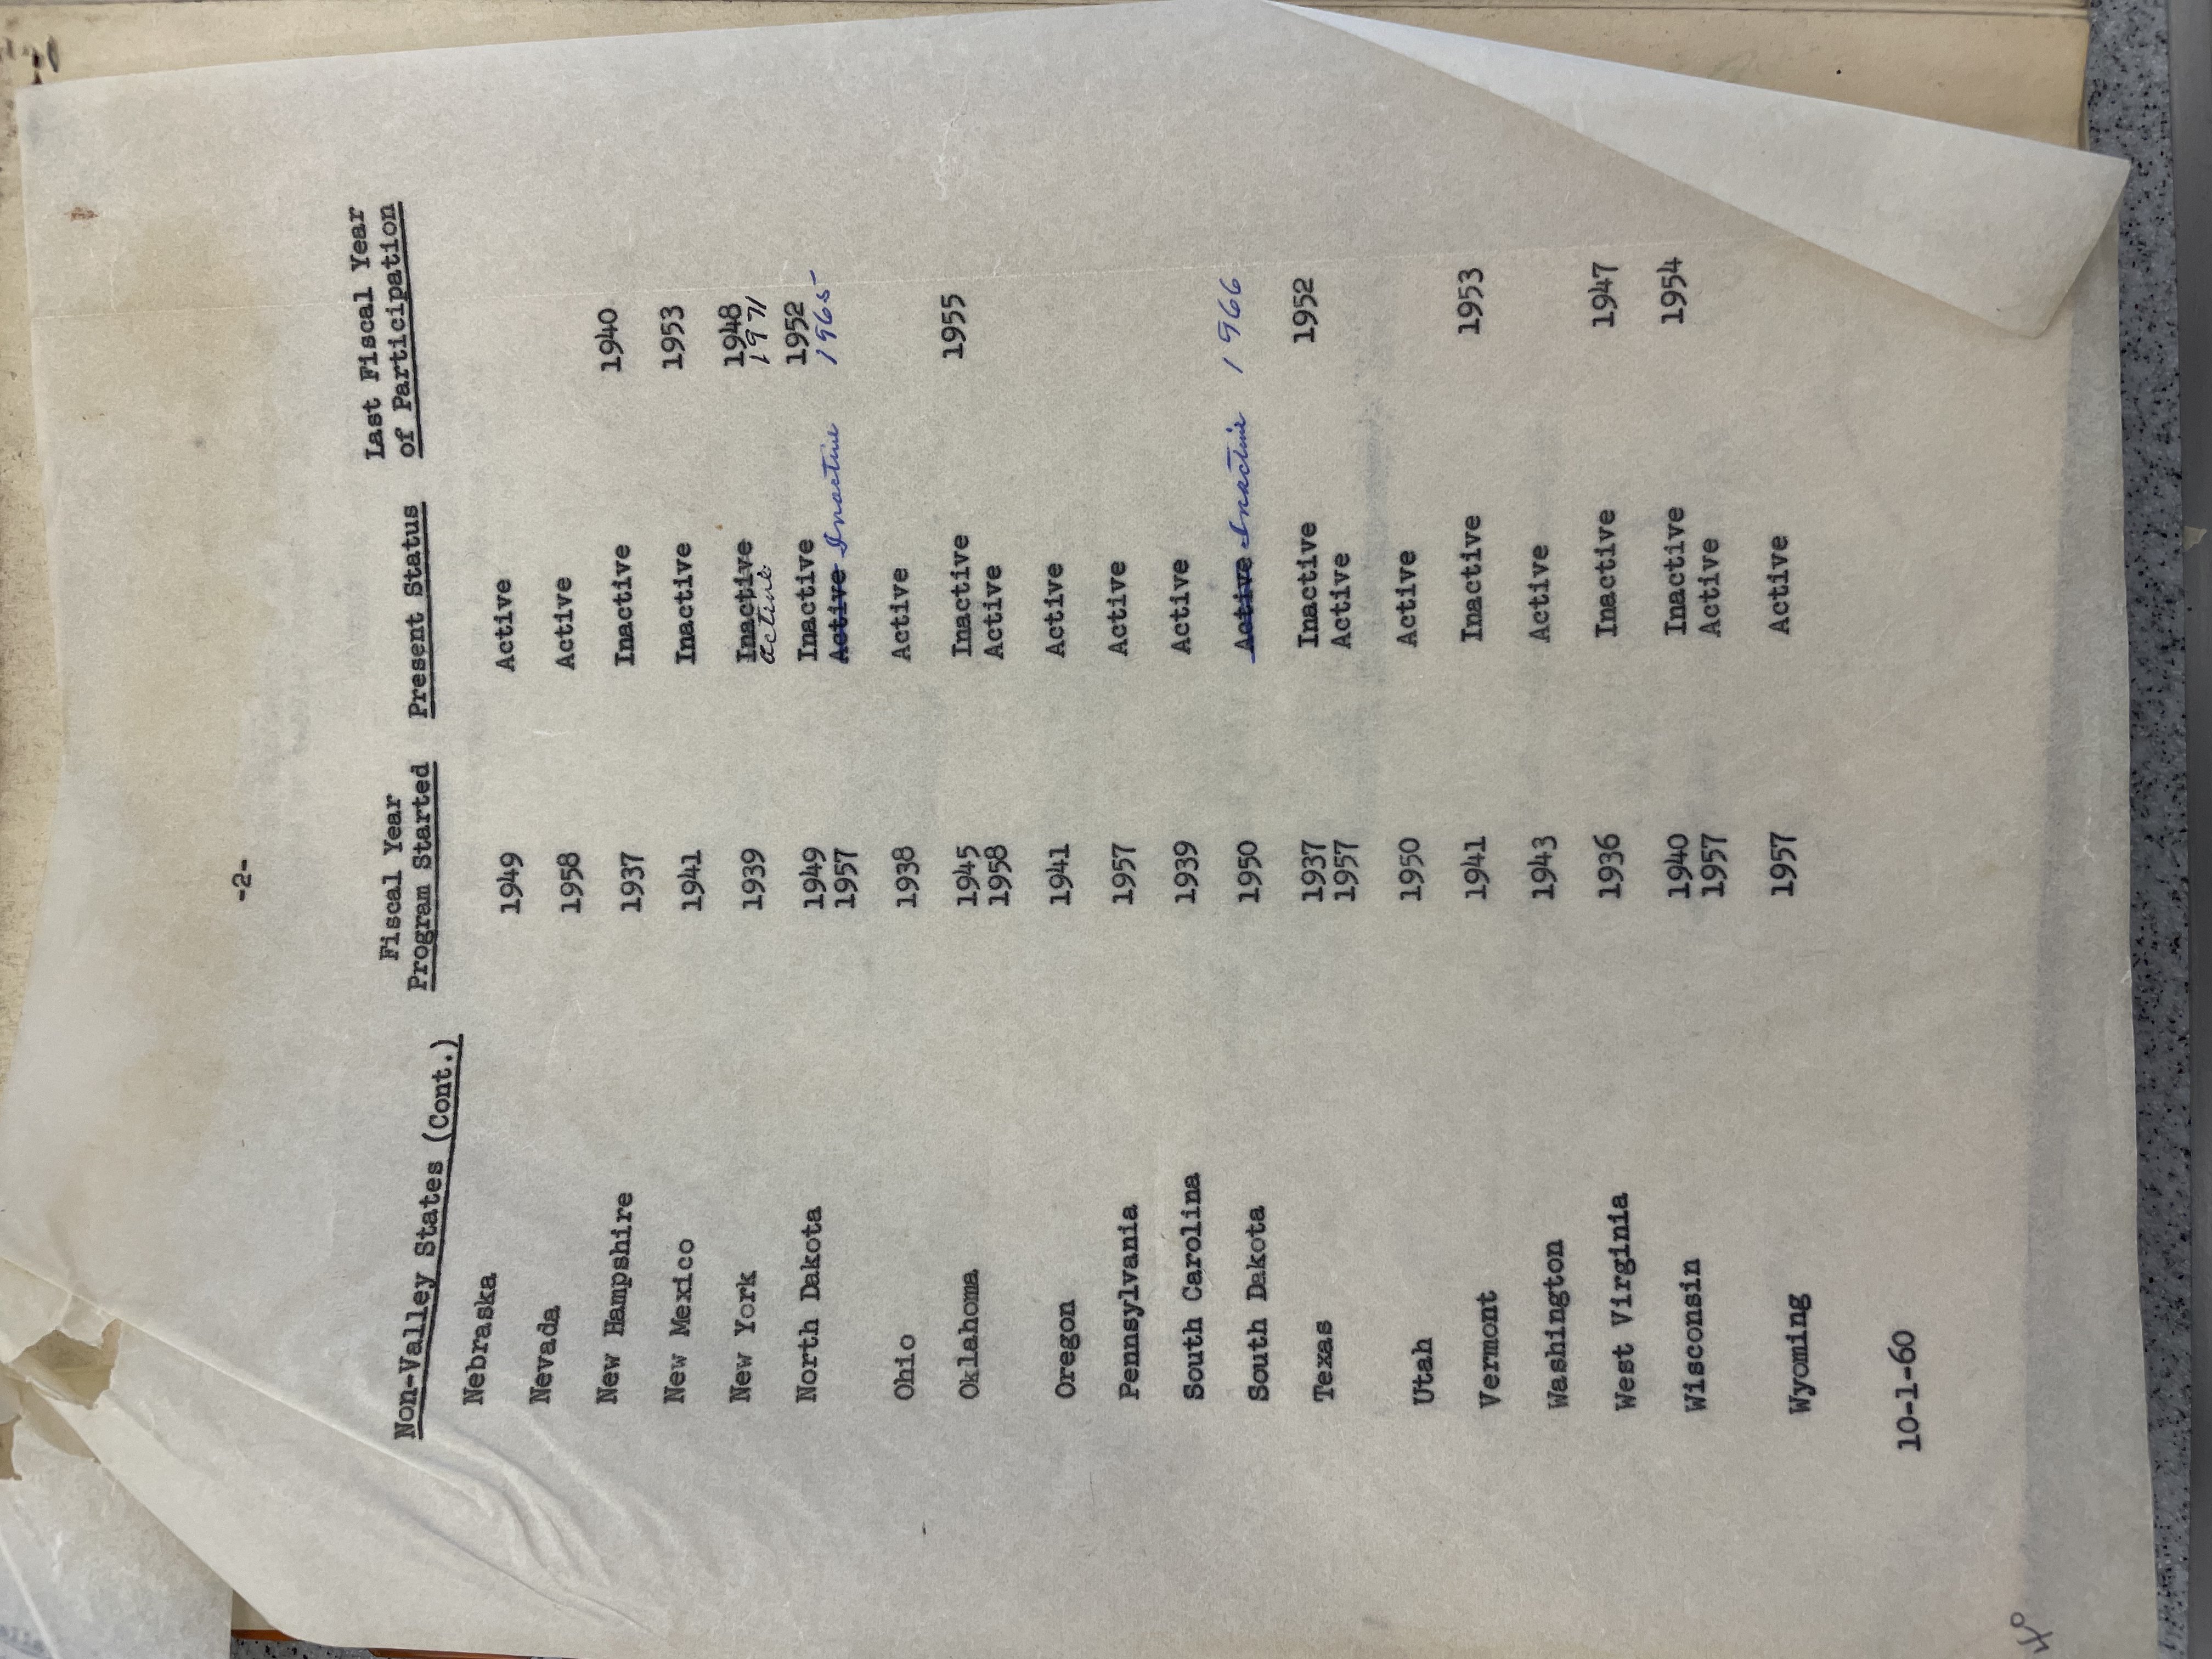 -2-
Non-Valley States (Cont.) Fiscal Year Program Started Present Status Last Fiscal Year of Participation
Nebraska 1949 Active
Nevada 1958 Active
New Hampshire 1937 Inactive 1940
New Mexico 1941 Inactive 1953
New York 1939 Inactive 1948
Active 1971
North Dakota 1949 Inactive 1952
1957 Active Inactive 1965
Ohio 1938 Active
Oklahoma 1945 Inactive 1955
1958 Active
Oregon 1941 Active
Pennsylvania 1957 Active
South Carolina 1939 Active
South Dakota 1950 Active Inactive 1966
Texas 1937 Inactive 1952
1957 Active
Utah 1950 Active
Vermont 1941 Inactive 1953
Washington 1943 Active
West Virginia 1936 Inactive 1947
Wisconsin 1940 Inactive 1954
1957 Active
Wyoming 1957 Active
10-1-60
40